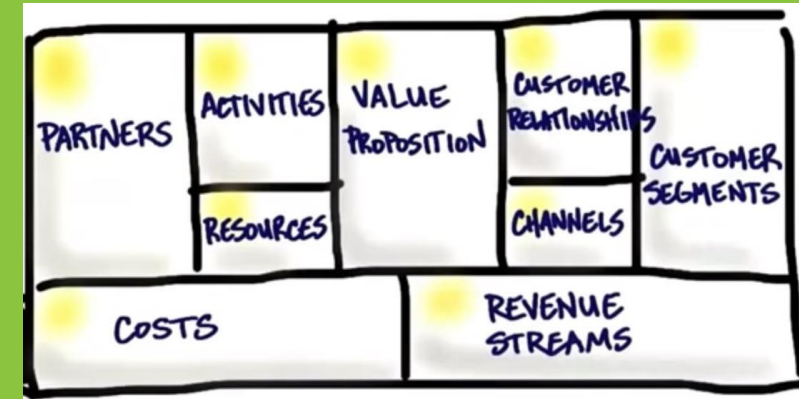 PARTNERS
ACTIVITIES
RESOURCES
VALUE
PROPOSITION
CUSTOMER
RELATIONSHIPS
CHANNELS
CUSTOMER
SEGMENTS
COSTS
REVENUE
STREAMS